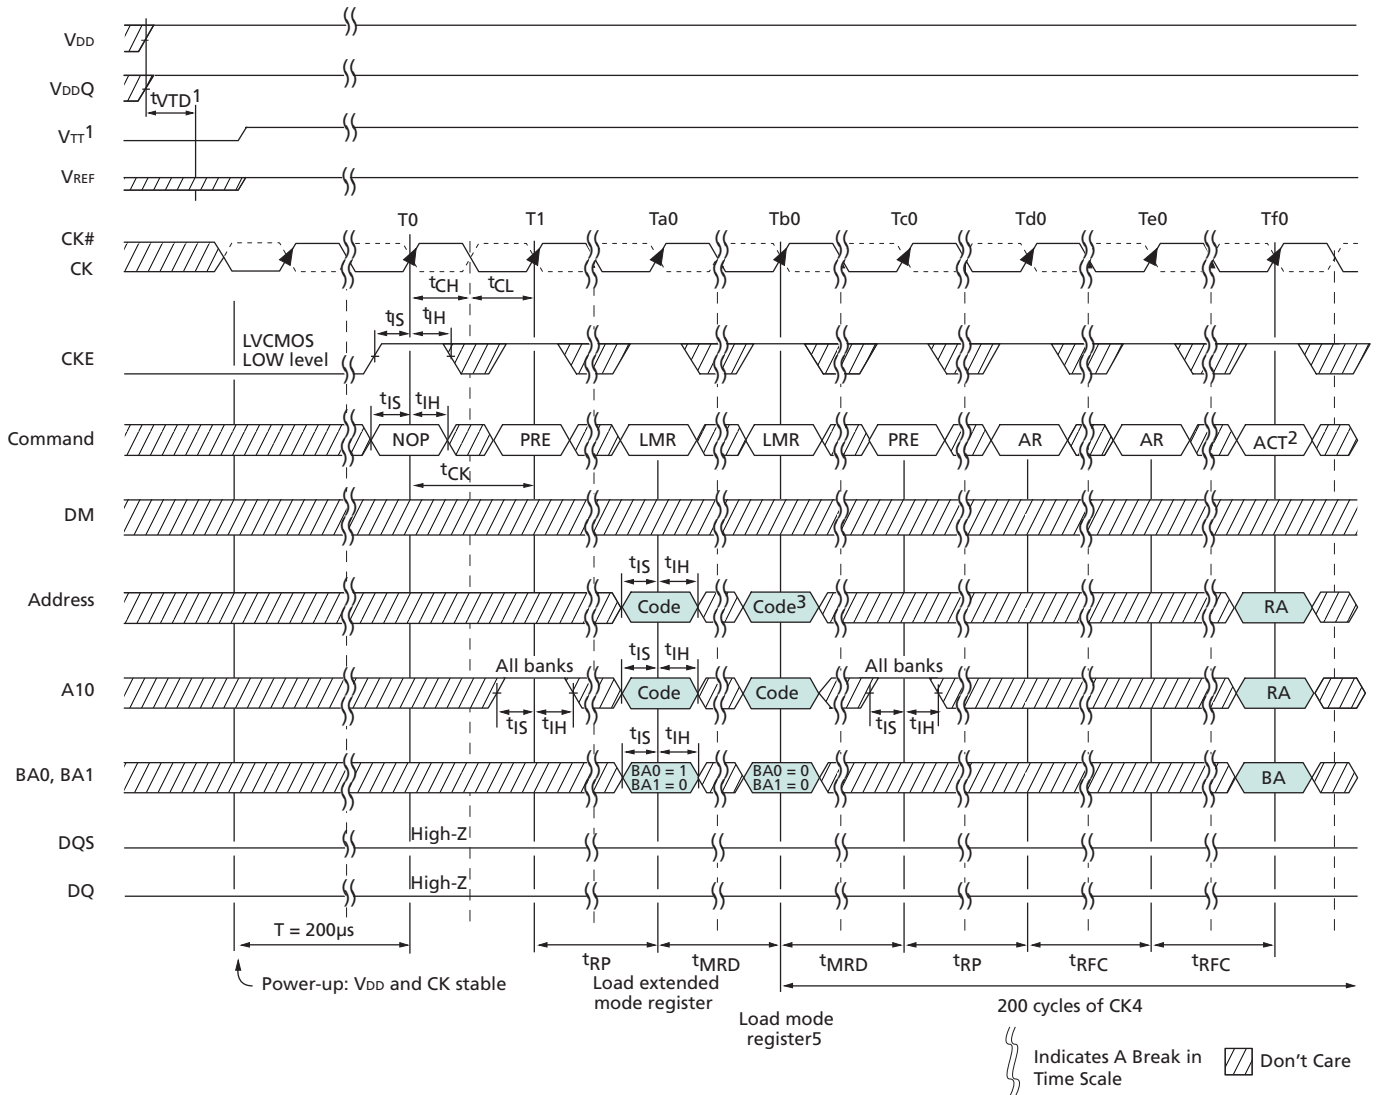 VDD
VDDQ
tVTD1
VTT1
VREF
T0 T1 Ta0 Tb0 Tc0 Td0 Te0 Tf0
CK#
CK
tCH tCL
tIS tIH
LVCMOS
LOW level
CKE
tIS tIH
Command NOP PRE LMR LMR PRE AR AR ACT2
tCK
DM
tIS tIH
Address Code Code3 RA
tIS tIH
All banks All banks
A10 Code Code RA
tIS tIH tIS tIH
tIS tIH
BA0, BA1 BA0 = 1 BA0 = 0 BA
BA1 = 0 BA1 = 0
High-Z
DQS
High-Z
DQ
T = 200µs
tRP tMRD tMRD tRP tRFC tRFC
Power-up: VDD and CK stable
Load extended
mode register
200 cycles of CK4
Load mode
register5
Indicates A Break in
Time Scale
Don't Care